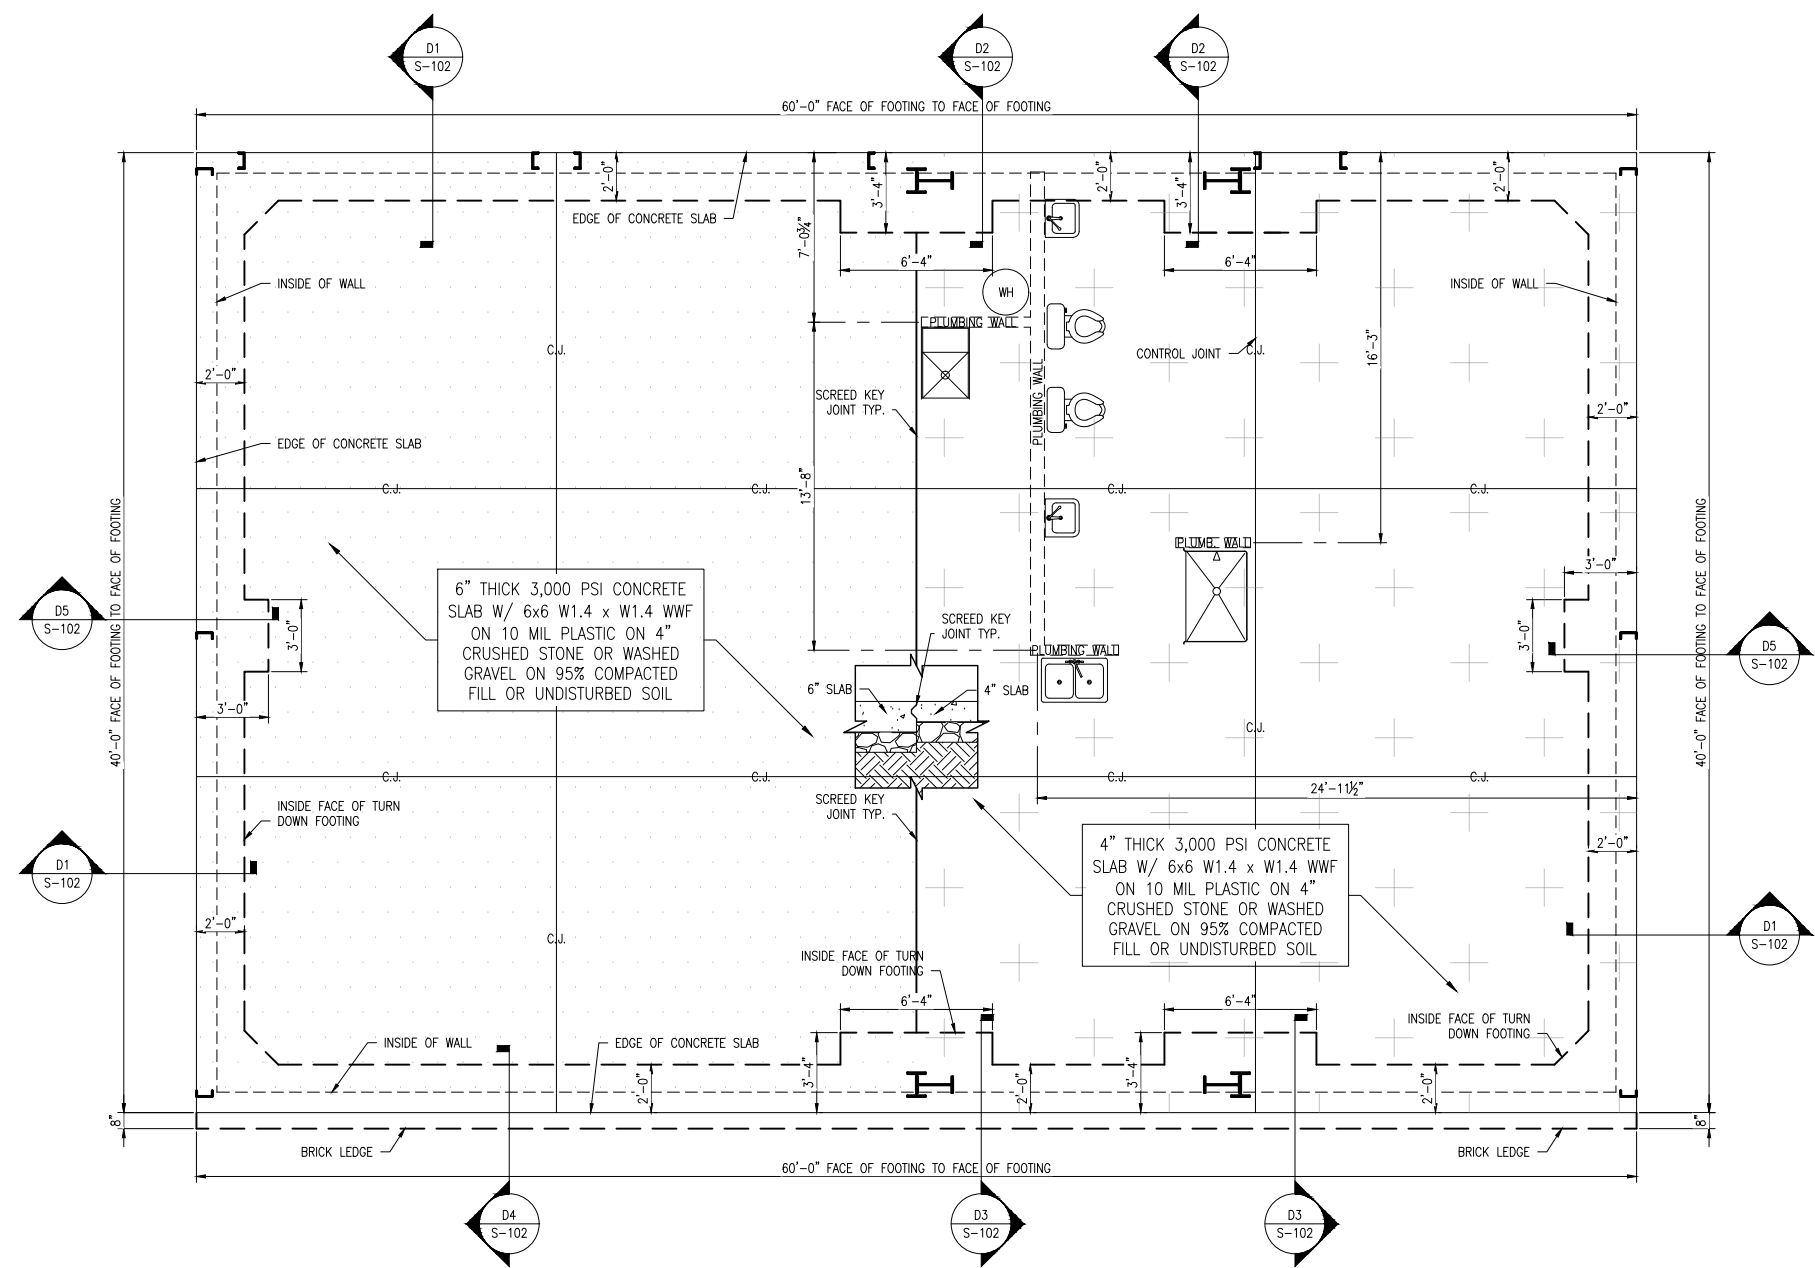 D1
S-102
D2
S-102
D2
S-102
60'-0" FACE OF FOOTING TO FACE OF FOOTING
2'-0"
3'-4"
2'-0"
3'-4"
2'-0"
EDGE OF CONCRETE SLAB
7'-0¾"
6'-4"
6'-4"
INSIDE OF WALL
WH
INSIDE OF WALL
PLUMBING WALL
C.J.
CONTROL JOINT
C.J.
16'-3"
2'-0"
SCREED KEY
JOINT TYP.
PLUMBING WALL
2'-0"
EDGE OF CONCRETE SLAB
C.J.
C.J.
13'-8"
C.J.
C.J.
40'-0" FACE OF FOOTING TO FACE OF FOOTING
40'-0" FACE OF FOOTING TO FACE OF FOOTING
PLUMB. WALL
3'-0"
6" THICK 3,000 PSI CONCRETE
SLAB W/ 6x6 W1.4 x W1.4 WWF
ON 10 MIL PLASTIC ON 4"
CRUSHED STONE OR WASHED
GRAVEL ON 95% COMPACTED
FILL OR UNDISTURBED SOIL
D5
S-102
3'-0"
3'-0"
SCREED KEY
JOINT TYP.
3'-0"
D5
S-102
PLUMBING WALL
6" SLAB
4" SLAB
C.J.
C.J.
C.J.
C.J.
C.J.
24'-11½"
INSIDE FACE OF TURN
DOWN FOOTING
SCREED KEY
JOINT TYP.
4" THICK 3,000 PSI CONCRETE
SLAB W/ 6x6 W1.4 x W1.4 WWF
ON 10 MIL PLASTIC ON 4"
CRUSHED STONE OR WASHED
GRAVEL ON 95% COMPACTED
FILL OR UNDISTURBED SOIL
2'-0"
D1
S-102
2'-0"
C.J.
D1
S-102
INSIDE FACE OF TURN
DOWN FOOTING
6'-4"
6'-4"
INSIDE FACE OF TURN
DOWN FOOTING
INSIDE OF WALL
EDGE OF CONCRETE SLAB
2'-0"
3'-4"
2'-0"
3'-4"
2'-0"
8"
8"
BRICK LEDGE
BRICK LEDGE
60'-0" FACE OF FOOTING TO FACE OF FOOTING
D4
S-102
D3
S-102
D3
S-102